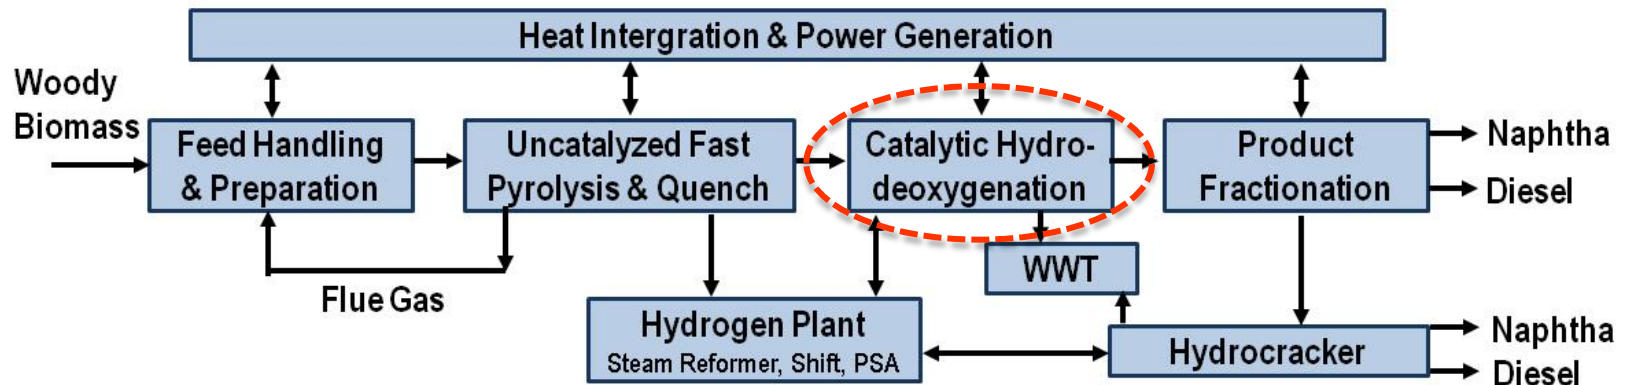 Heat Intergration & Power Generation
Woody
Biomass
Feed Handling
& Preparation
Uncatalyzed Fast
Pyrolysis & Quench
Catalytic Hydro-
deoxygenation
Product
Fractionation
Naphtha
Diesel
Flue Gas
WWT
Hydrogen Plant
Steam Reformer, Shift, PSA
Hydrocracker
Naphtha
Diesel